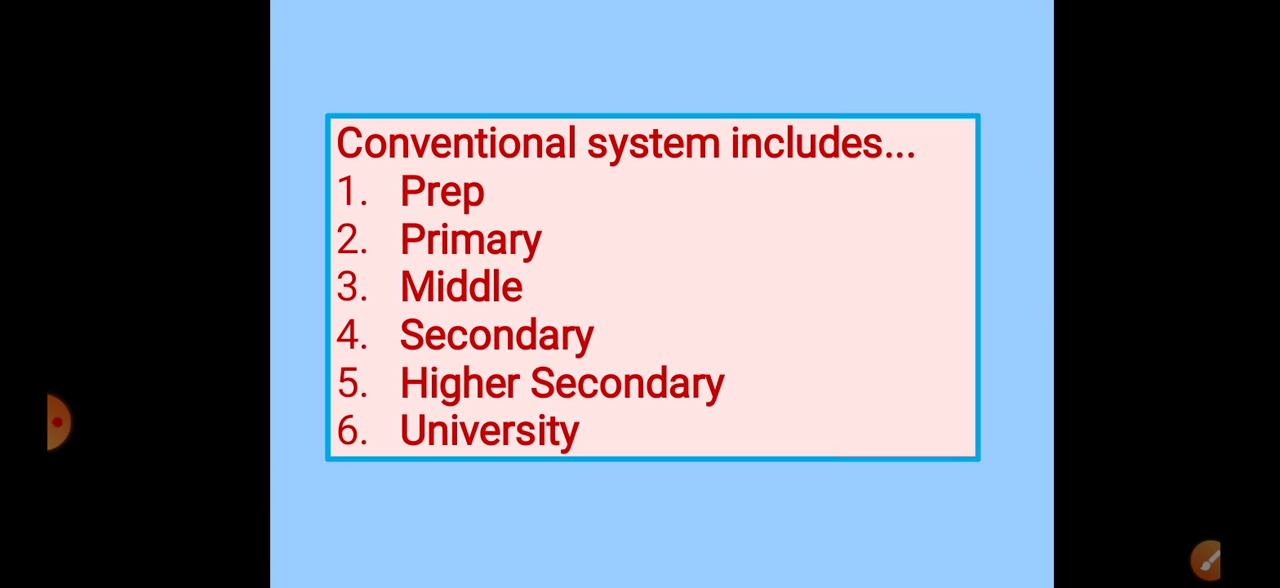 Conventional system includes...
1. Prep
2. Primary
3. Middle
4. Secondary
5. Higher Secondary
6. University